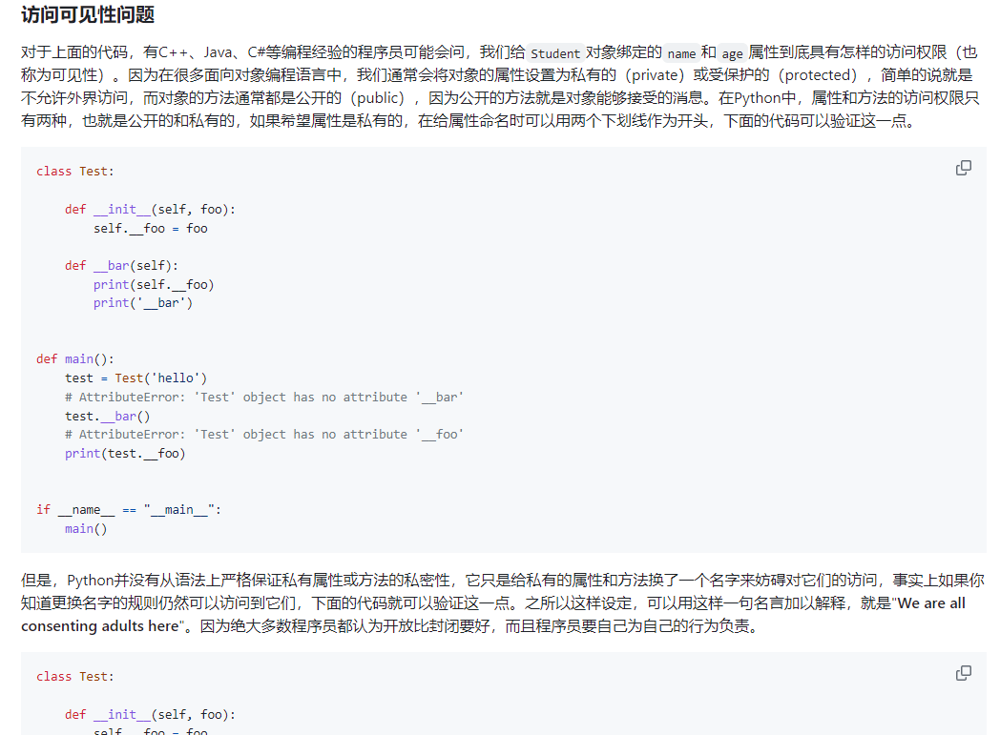 访问可见性问题
对于上面的代码，有C++、Java、C#等编程经验的程序员可能会问，我们给Student对象绑定的name和age属性到底具有怎样的访问权限（也
称为可见性）。因为在很多面向对象编程语言中，我们通常会将对象的属性设置为私有的（private）或受保护的（protected），简单的说就是
不允许外界访问，而对象的方法通常都是公开的（public），因为公开的方法就是对象能够接受的消息。在Python中，属性和方法的访问权限只
有两种，也就是公开的和私有的，如果希望属性是私有的，在给属性命名时可以用两个下划线作为开头，下面的代码可以验证这一点。
class Test:
    def __init__(self, foo):
        self.__foo = foo
    def __bar(self):
        print(self.__foo)
        print('__bar')
def main():
    test = Test('hello')
    # AttributeError: 'Test' object has no attribute '__bar'
    test.__bar()
    # AttributeError: 'Test' object has no attribute '__foo'
    print(test.__foo)
if __name__ == "__main__":
    main()
但是，Python并没有从语法上严格保证私有属性或方法的私密性，它只是给私有的属性和方法换了一个名字来妨碍对它们的访问，事实上如果你
知道更换名字的规则仍然可以访问到它们，下面的代码就可以验证这一点。之所以这样设定，可以用这样一句名言加以解释，就是"We are all
consenting adults here"。因为绝大多数程序员都认为开放比封闭要好，而且程序员要自己为自己的行为负责。
class Test:
    def __init__(self, foo):
        self.__foo = foo